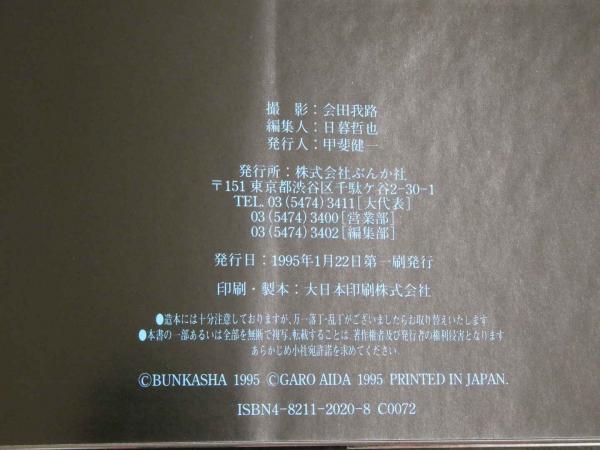 撮　影：会田我路
編集人：日暮哲也
発行人：甲斐健一
発行所：株式会社ぶんか社
〒151 東京都渋谷区千駄ケ谷2-30-1
TEL. 03 (5474) 3411[大代表]
03 (5474) 3400[営業部]
03 (5474) 3402[編集部]
発行日：1995年1月22日第一刷発行
印刷・製本：大日本印刷株式会社
●造本には十分注意しておりますが、万一落丁・乱丁がございましたらお取り替えいたします
●本書の一部あるいは全部を無断で複写、転載することは、著作権者及び発行者の権利侵害となります
あらかじめ小社宛許諾を求めてください
©BUNKASHA 1995 ©GARO AIDA 1995 PRINTED IN JAPAN.
ISBN4-8211-2020-8 C0072